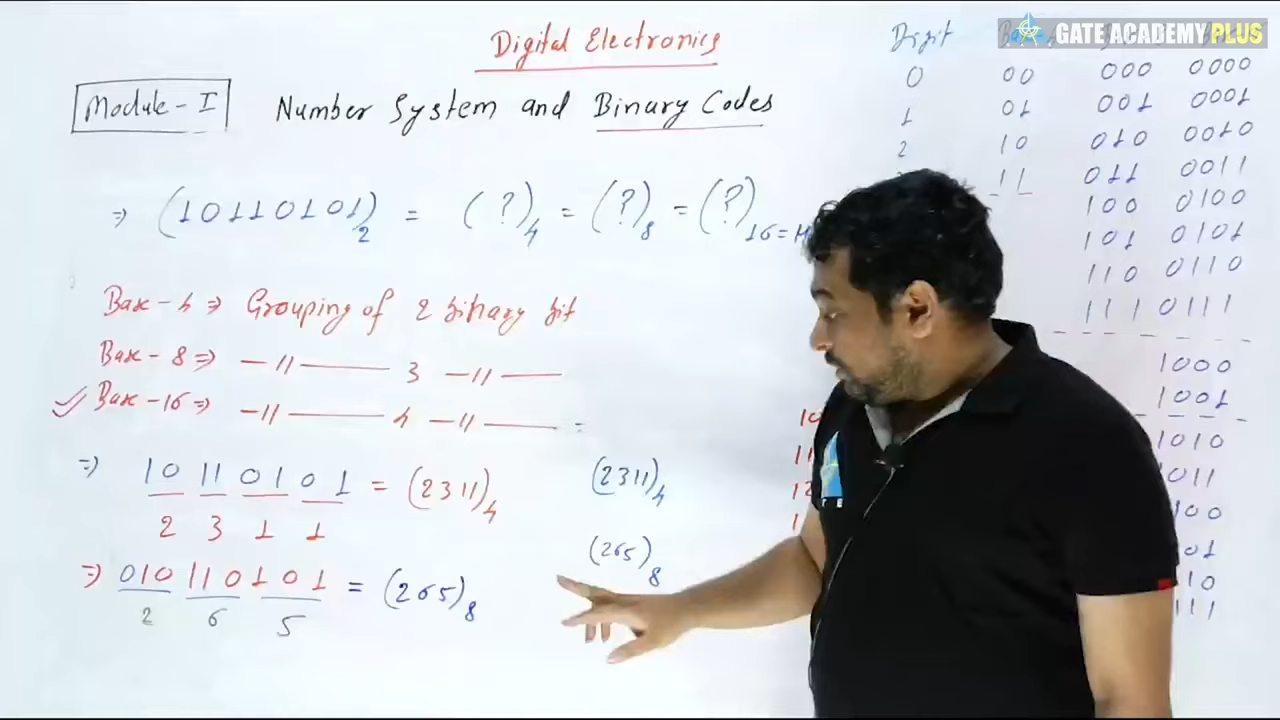 Digital Electronics
GATE ACADEMY PLUS
Module - I Number System and Binary Codes
⇒ (10110101)₂ = (?)₄ = (?)₈ = (?)₁₆ =
Base - 4 ⇒ Grouping of 2 binary bit
Base - 8 ⇒ —11—— 3 —11——
Base - 16 ⇒ —11—— 4 —11——
⇒ 10 11 01 01 = (2311)₄
2 3 1 1
⇒ 010 110 101 = (265)₈
2 6 5
(2311)₄
(265)₈
Digit
0 00 000 0000
1 01 001 0001
2 10 010 0010
11 011 0011
100 0100
101 0101
110 0110
111 0111
1000
1001
1010
1011